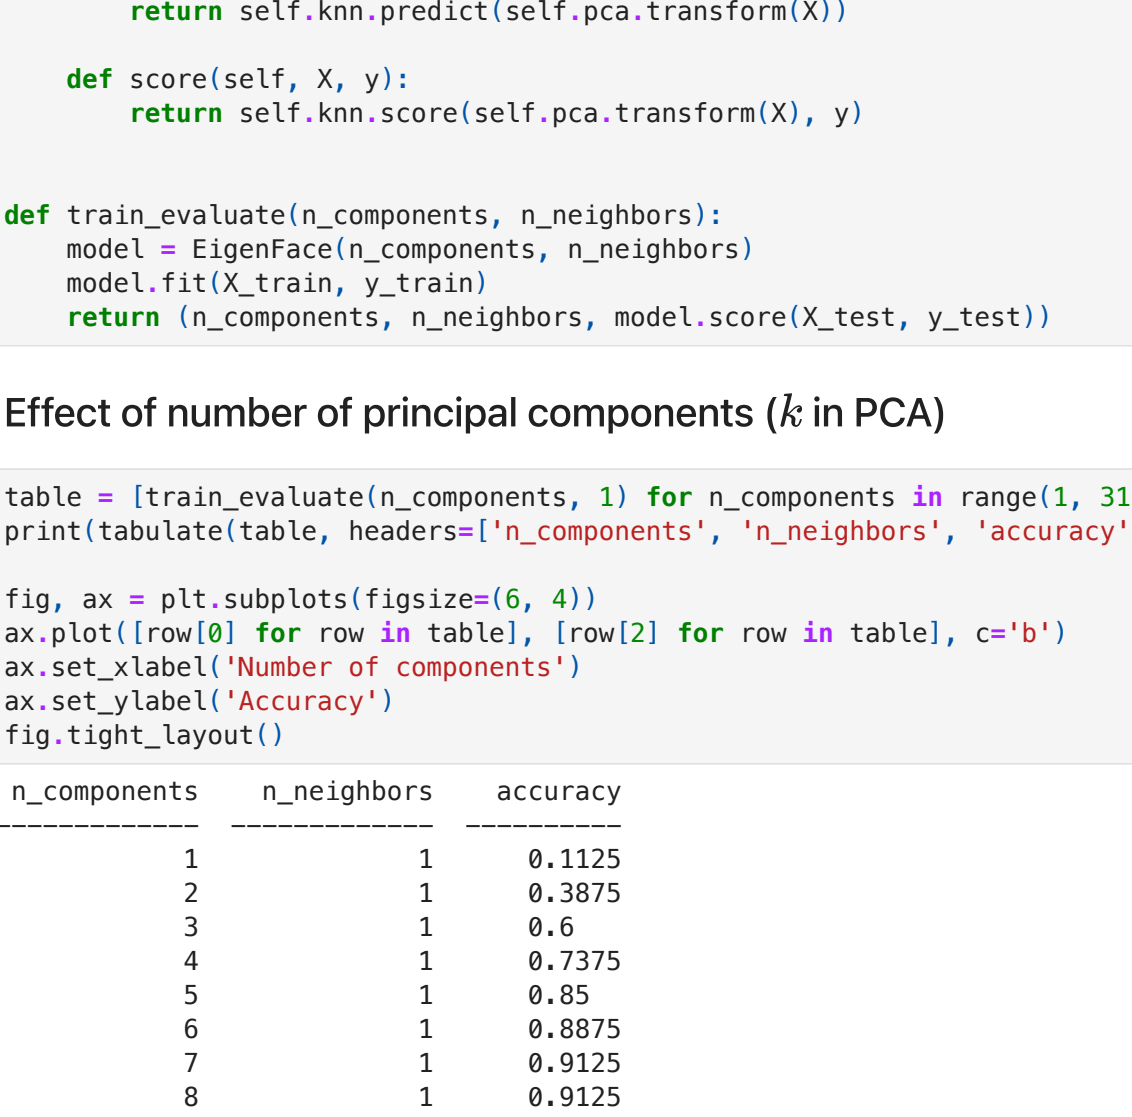 return self.knn.predict(self.pca.transform(X))
def score(self, X, y):
return self.knn.score(self.pca.transform(X), y)
def train_evaluate(n_components, n_neighbors):
model = EigenFace(n_components, n_neighbors)
model.fit(X_train, y_train)
return (n_components, n_neighbors, model.score(X_test, y_test))
Effect of number of principal components (k in PCA)
table = [train_evaluate(n_components, 1) for n_components in range(1, 31
print(tabulate(table, headers=['n_components', 'n_neighbors', 'accuracy'
fig, ax = plt.subplots(figsize=(6, 4))
ax.plot([row[0] for row in table], [row[2] for row in table], c='b')
ax.set_xlabel('Number of components')
ax.set_ylabel('Accuracy')
fig.tight_layout()
n_components n_neighbors accuracy
------------- ------------- ----------
1 1 0.1125
2 1 0.3875
3 1 0.6
4 1 0.7375
5 1 0.85
6 1 0.8875
7 1 0.9125
8 1 0.9125